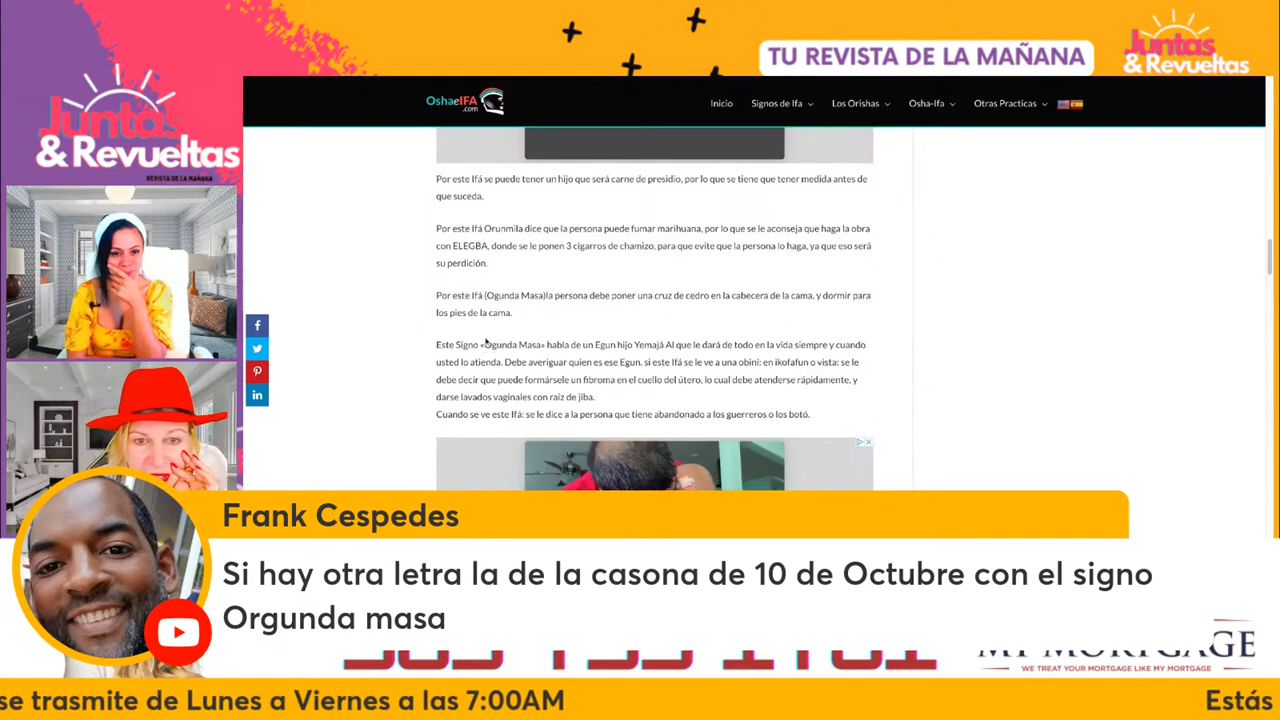 TU REVISTA DE LA MAÑANA
Juntas
& Revueltas
Juntas
& Revueltas
REVISTA DE LA MAÑANA
OshaeIFA
.com
Inicio
Signos de Ifa
Los Orishas
Osha-Ifa
Otras Practicas
Por este Ifá se puede tener un hijo que será carne de presidio, por lo que se tiene que tener medida antes de
que suceda.
Por este Ifá Orunmila dice que la persona puede fumar marihuana, por lo que se le aconseja que haga la obra
con ELEGBA, donde se le ponen 3 cigarros de chamizo, para que evite que la persona lo haga, ya que eso será
su perdición.
Por este Ifá (Ogunda Masa)la persona debe poner una cruz de cedro en la cabecera de la cama, y dormir para
los pies de la cama.
Este Signo «Ogunda Masa» habla de un Egun hijo Yemajá Al que le dará de todo en la vida siempre y cuando
usted lo atienda. Debe averiguar quien es ese Egun. si este Ifá se le ve a una obiní: en ikofafun o vista: se le
debe decir que puede formársele un fibroma en el cuello del útero, lo cual debe atenderse rápidamente, y
darse lavados vaginales con raíz de jiba.
Cuando se ve este Ifá: se le dice a la persona que tiene abandonado a los guerreros o los botó.
Frank Cespedes
Si hay otra letra la de la casona de 10 de Octubre con el signo
Orgunda masa
MY MORTGAGE
WE TREAT YOUR MORTGAGE LIKE MY MORTGAGE
se trasmite de Lunes a Viernes a las 7:00AM
Estás